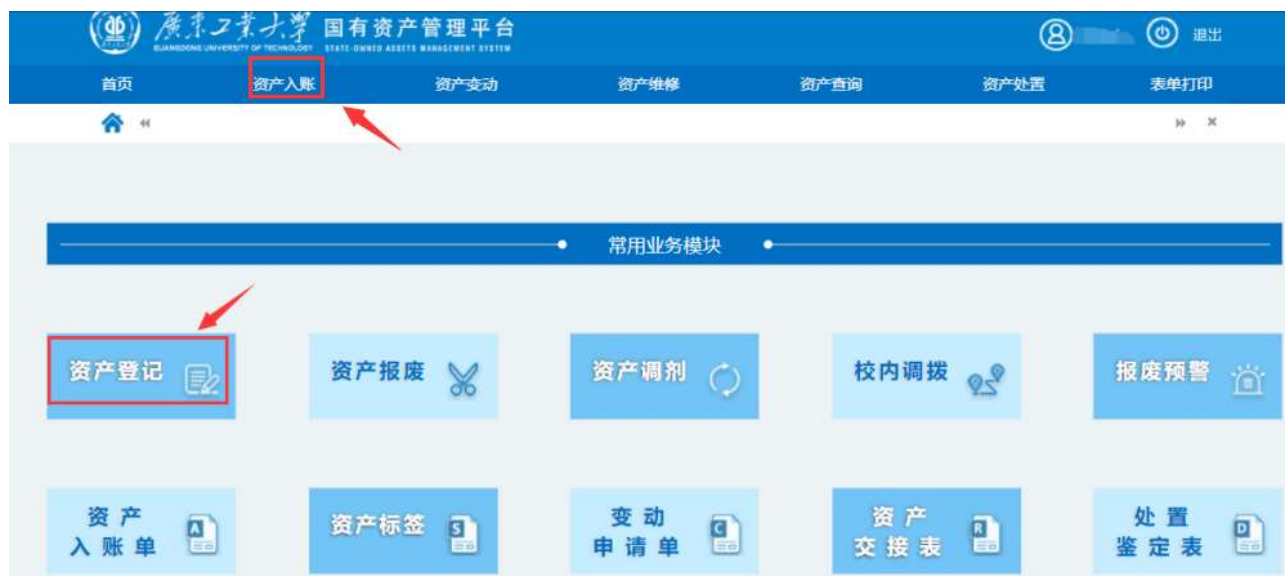 廣東工業大學 国有资产管理平台
GUANGDONG UNIVERSITY OF TECHNOLOGY STATE-OWNED ASSETS MANAGEMENT SYSTEM
退出
首页 资产入账 资产变动 资产维修 资产查询 资产处置 表单打印
常用业务模块
资产登记 资产报废 资产调剂 校内调拨 报废预警
资产 入账单 A
资产标签 S
变动 申请单 C
资产 交接表 R
处置 鉴定表 D